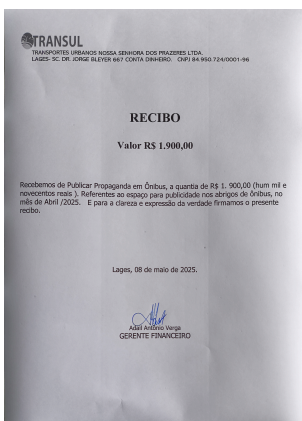 TRANSUL
TRANSPORTES URBANOS NOSSA SENHORA DOS PRAZERES LTDA.
LAGES- SC. DR. JORGE BLEYER 667 CONTA DINHEIRO. CNPJ 84.950.724/0001-96
RECIBO
Valor R$ 1.900,00
Recebemos de Publicar Propaganda em Ônibus, a quantia de R$ 1. 900,00 (hum mil e
novecentos reais ). Referentes ao espaço para publicidade nos abrigos de ônibus, no
mês de Abril /2025. E para a clareza e expressão da verdade firmamos o presente
recibo.
Lages, 08 de maio de 2025.
Adail Antônio Verga
GERENTE FINANCEIRO